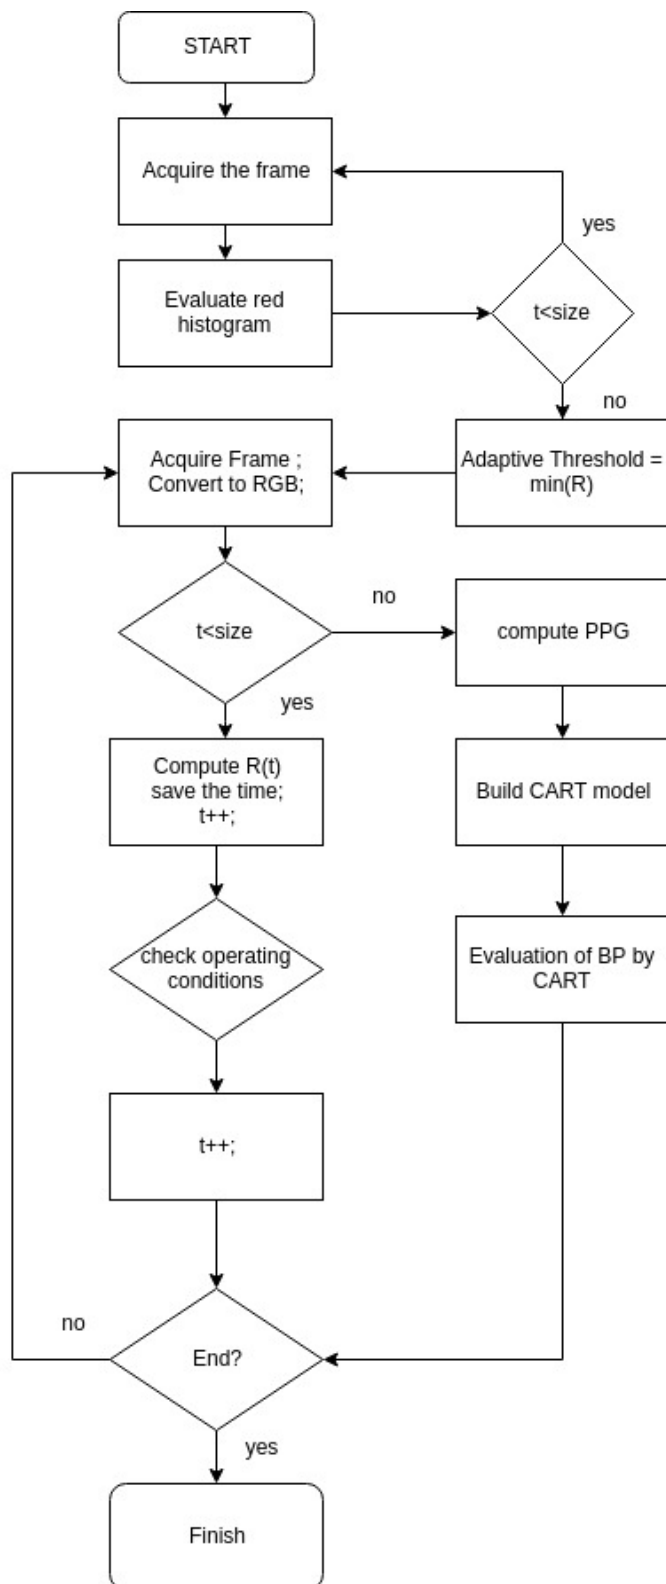 START
Acquire the frame
yes
Evaluate red
histogram
t<size
no
Acquire Frame ;
Convert to RGB;
Adaptive Threshold =
min(R)
t<size
no
compute PPG
yes
Compute R(t)
save the time;
t++;
Build CART model
check operating
conditions
Evaluation of BP by
CART
t++;
no
End?
yes
Finish